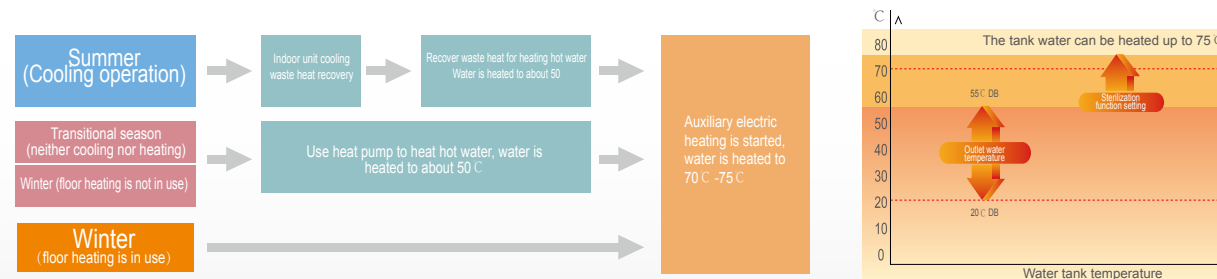 Summer
(Cooling operation)
Indoor unit cooling
waste heat recovery
Recover waste heat for heating hot water
Water is heated to about 50
Transitional season
(neither cooling nor heating)
Winter (floor heating is not in use)
Use heat pump to heat hot water, water is
heated to about 50℃
Winter
(floor heating is in use)
Auxiliary electric
heating is started,
water is heated to
70℃ -75℃
℃
The tank water can be heated up to 75℃
80
70
60
50
40
30
20
10
0
55℃ DB
Sterilization
function setting
Outlet water
temperature
20℃ DB
Water tank temperature